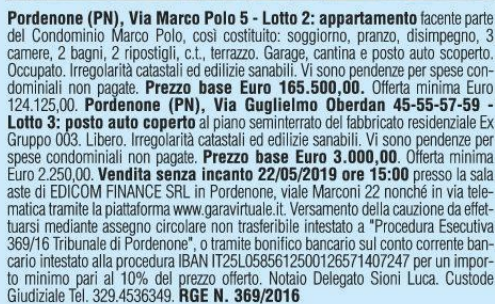 Pordenone (PN), Via Marco Polo 5 - Lotto 2: appartamento facente parte
del Condominio Marco Polo, così costituito: soggiorno, pranzo, disimpegno, 3
camere, 2 bagni, 2 ripostigli, c.t., terrazzo. Garage, cantina e posto auto scoperto.
Occupato. Irregolarità catastali ed edilizie sanabili. Vi sono pendenze per spese con-
dominiali non pagate. Prezzo base Euro 165.500,00. Offerta minima Euro
124.125,00. Pordenone (PN), Via Guglielmo Oberdan 45-55-57-59 -
Lotto 3: posto auto coperto al piano seminterrato del fabbricato residenziale Ex
Gruppo 003. Libero. Irregolarità catastali ed edilizie sanabili. Vi sono pendenze per
spese condominiali non pagate. Prezzo base Euro 3.000,00. Offerta minima
Euro 2.250,00. Vendita senza incanto 22/05/2019 ore 15:00 presso la sala
aste di EDICOM FINANCE SRL in Pordenone, viale Marconi 22 nonché in via tele-
matica tramite la piattaforma www.garavirtuale.it. Versamento della cauzione da effet-
tuarsi mediante assegno circolare non trasferibile intestato a "Procedura Esecutiva
369/16 Tribunale di Pordenone", o tramite bonifico bancario sul conto corrente ban-
cario intestato alla procedura IBAN IT25L0585612500126571407247 per un impor-
to minimo pari al 10% del prezzo offerto. Notaio Delegato Sioni Luca. Custode
Giudiziale Tel. 329.4536349. RGE N. 369/2016